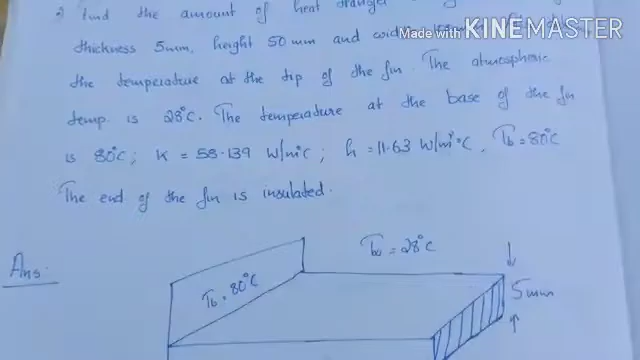 2) Find the amount of heat
Made with KINEMASTER
thickness 5mm, height 50mm and width
the temperature at the tip of the fin. The atmospheric
temp. is 28°C. The temperature at the base of the fin
is 80°C; K = 58.139 W/m°C; h = 11.63 W/m²°C, Tb = 80°C
The end of the fin is insulated.
T∞ = 28°C
Ans:
Tb = 80°C
5mm